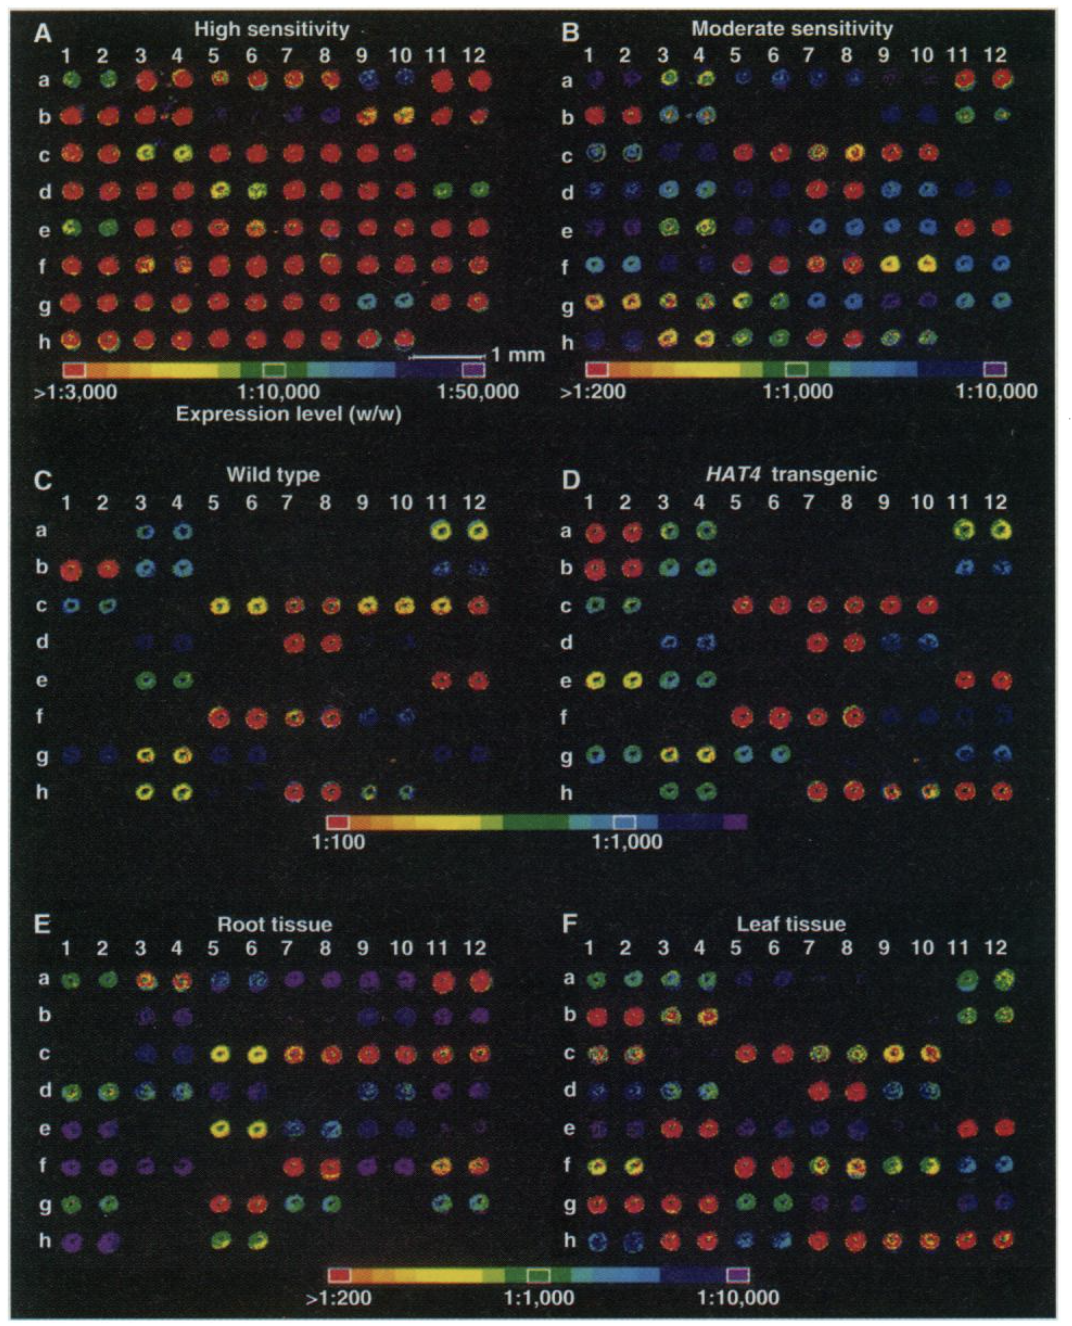 A High sensitivity
1 2 3 4 5 6 7 8 9 10 11 12
a
b
c
d
e
f
g
h
1 mm
>1:3,000 1:10,000 1:50,000
Expression level (w/w)
B Moderate sensitivity
1 2 3 4 5 6 7 8 9 10 11 12
a
b
c
d
e
f
g
h
>1:200 1:1,000 1:10,000
C Wild type
1 2 3 4 5 6 7 8 9 10 11 12
a
b
c
d
e
f
g
h
D HAT4 transgenic
1 2 3 4 5 6 7 8 9 10 11 12
a
b
c
d
e
f
g
h
1:100 1:1,000
E Root tissue
1 2 3 4 5 6 7 8 9 10 11 12
a
b
c
d
e
f
g
h
F Leaf tissue
1 2 3 4 5 6 7 8 9 10 11 12
a
b
c
d
e
f
g
h
>1:200 1:1,000 1:10,000